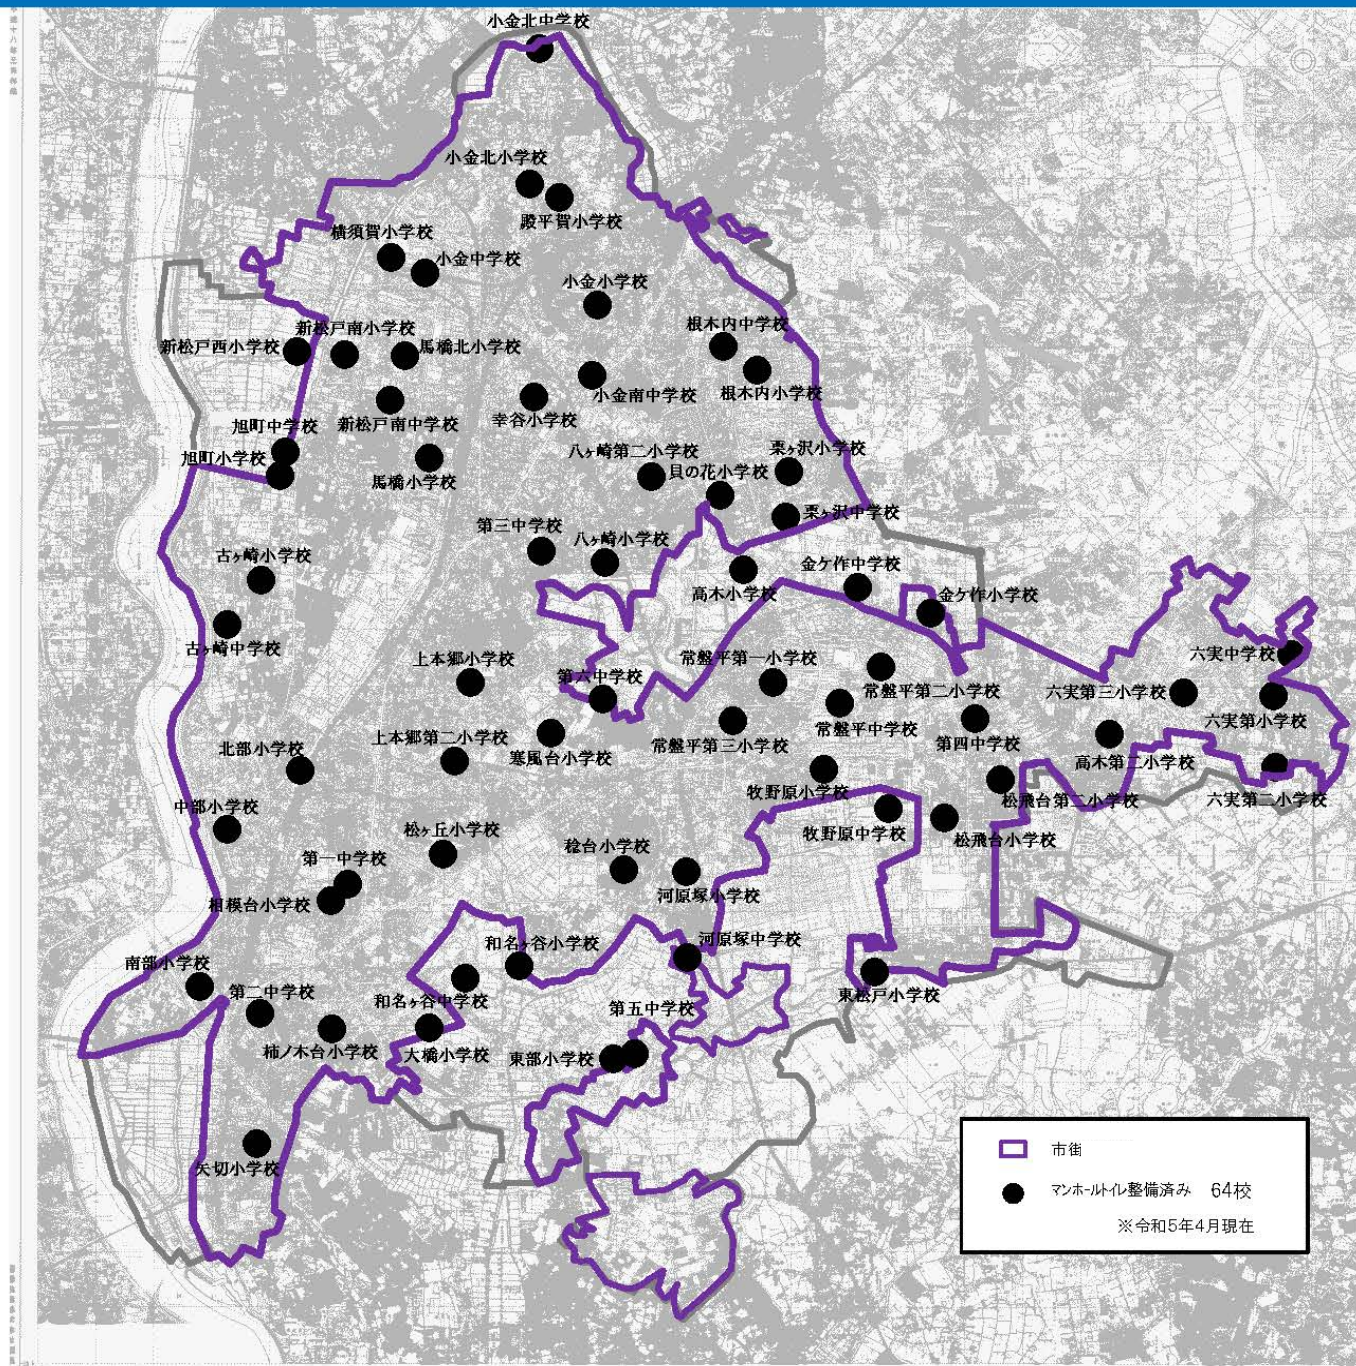 小金北中学校
小金北小学校
殿平賀小学校
横須賀小学校
小金中学校
小金小学校
新松戸南小学校
根木内中学校
新松戸西小学校
馬橋北小学校
小金南中学校
根木内小学校
幸谷小学校
旭町中学校
新松戸南中学校
八ヶ崎第二小学校
栗ヶ沢小学校
旭町小学校
貝の花小学校
馬橋小学校
栗ヶ沢中学校
第三中学校
八ヶ崎小学校
古ヶ崎小学校
金ケ作中学校
高木小学校
金ケ作小学校
古ヶ崎中学校
六実中学校
上本郷小学校
常盤平第一小学校
第六中学校
常盤平第二小学校
六実第三小学校
六実第小学校
常盤平中学校
上本郷第二小学校
常盤平第三小学校
第四中学校
北部小学校
寒風台小学校
高木第二小学校
牧野原小学校
松飛台第二小学校
六実第二小学校
中部小学校
松ヶ丘小学校
牧野原中学校
松飛台小学校
稔台小学校
第一中学校
河原塚小学校
相模台小学校
和名ヶ谷小学校
河原塚中学校
南部小学校
第二中学校
和名ヶ谷中学校
東松戸小学校
第五中学校
柿ノ木台小学校
大橋小学校
東部小学校
矢切小学校
市街
マンホールトイレ整備済み 64校
※令和5年4月現在